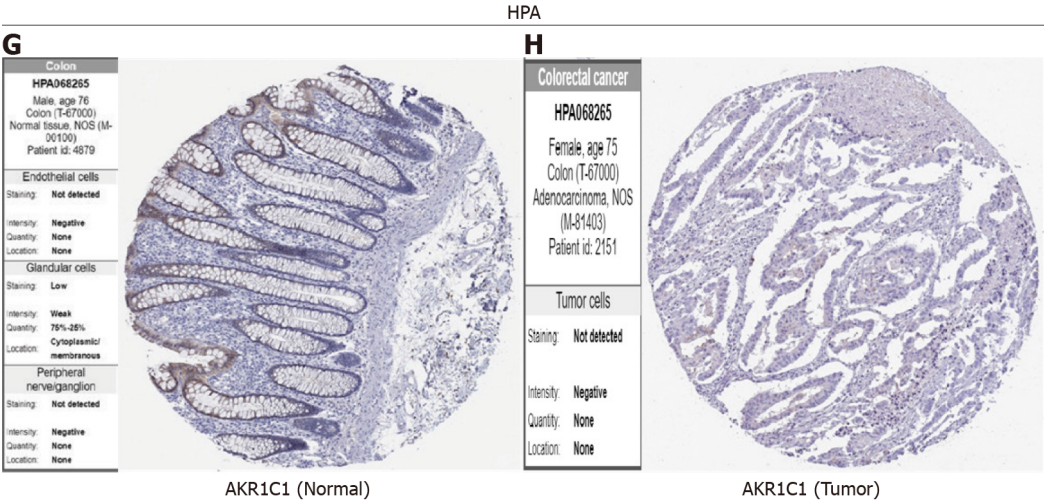 HPA
G
Colon
HPA068265
Male, age 76
Colon (T-67000)
Normal tissue, NOS (M-
00100)
Patient id: 4879
Endothelial cells
Staining: Not detected
Intensity: Negative
Quantity: None
Location: None
Glandular cells
Staining: Low
Intensity: Weak
Quantity: 75%-25%
Location: Cytoplasmic/
membranous
Peripheral
nerve/ganglion
Staining: Not detected
Intensity: Negative
Quantity: None
Location: None
AKR1C1 (Normal)
H
Colorectal cancer
HPA068265
Female, age 75
Colon (T-67000)
Adenocarcinoma, NOS
(M-81403)
Patient id: 2151
Tumor cells
Staining: Not detected
Intensity: Negative
Quantity: None
Location: None
AKR1C1 (Tumor)